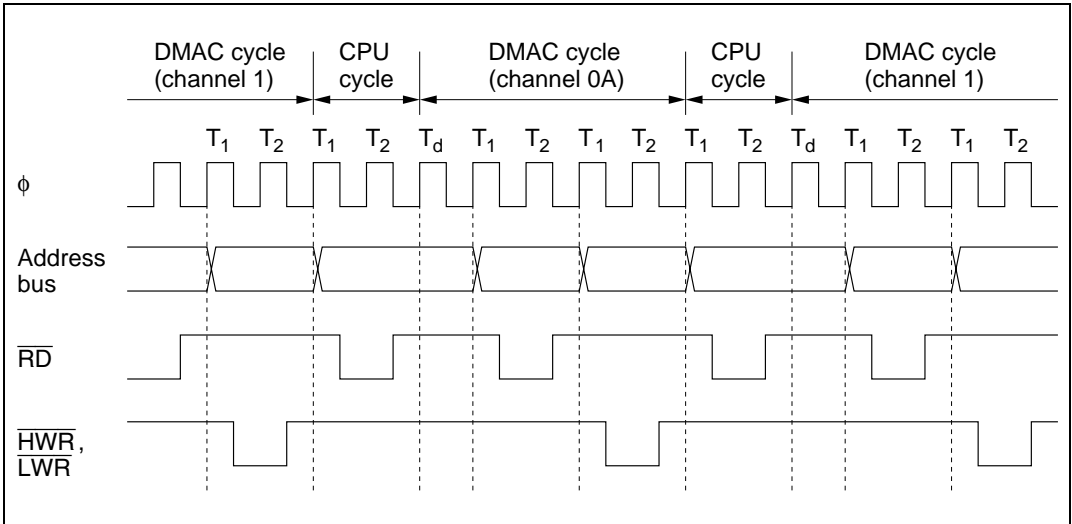 DMAC cycle (channel 1)
CPU cycle
DMAC cycle (channel 0A)
CPU cycle
DMAC cycle (channel 1)
T1 T2 T1 T2 Td T1 T2 T1 T2 T1 T2 Td T1 T2 T1 T2
ϕ
Address bus
RD
HWR,
LWR